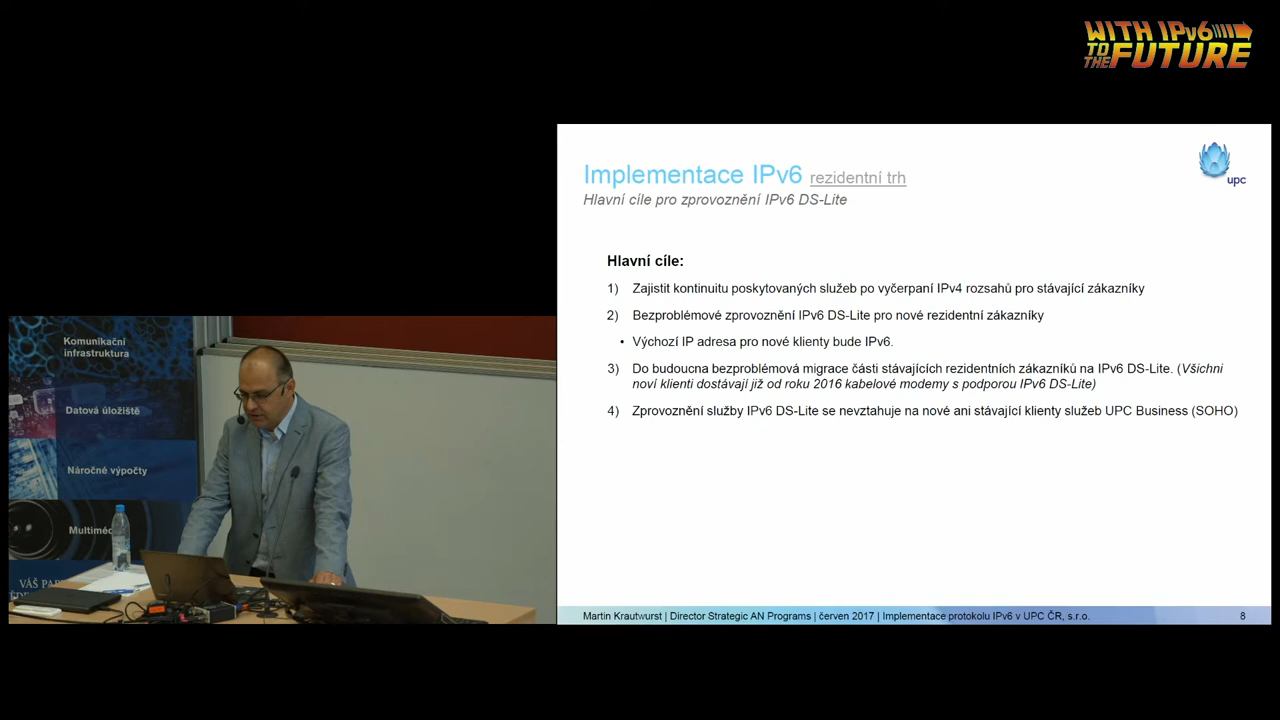 WITH IPv6
TO THE FUTURE
Implementace IPv6 rezidentní trh
Hlavní cíle pro zprovoznění IPv6 DS-Lite
upc
Hlavní cíle:
1) Zajistit kontinuitu poskytovaných služeb po vyčerpaní IPv4 rozsahů pro stávající zákazníky
2) Bezproblémové zprovoznění IPv6 DS-Lite pro nové rezidentní zákazníky
• Výchozí IP adresa pro nové klienty bude IPv6.
3) Do budoucna bezproblémová migrace části stávajících rezidentních zákazníků na IPv6 DS-Lite. (Všichni
noví klienti dostávají již od roku 2016 kabelové modemy s podporou IPv6 DS-Lite)
4) Zprovoznění služby IPv6 DS-Lite se nevztahuje na nové ani stávající klienty služeb UPC Business (SOHO)
Martin Krautwurst | Director Strategic AN Programs | červen 2017 | Implementace protokolu IPv6 v UPC ČR, s.r.o.
8
Komunikační
infrastruktura
Datová úložiště
Náročné výpočty
Multiméd
VÁŠ PAR